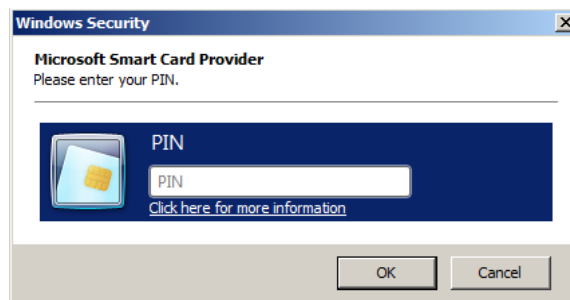 Windows Security
Microsoft Smart Card Provider
Please enter your PIN.
PIN
PIN
Click here for more information
OK
Cancel